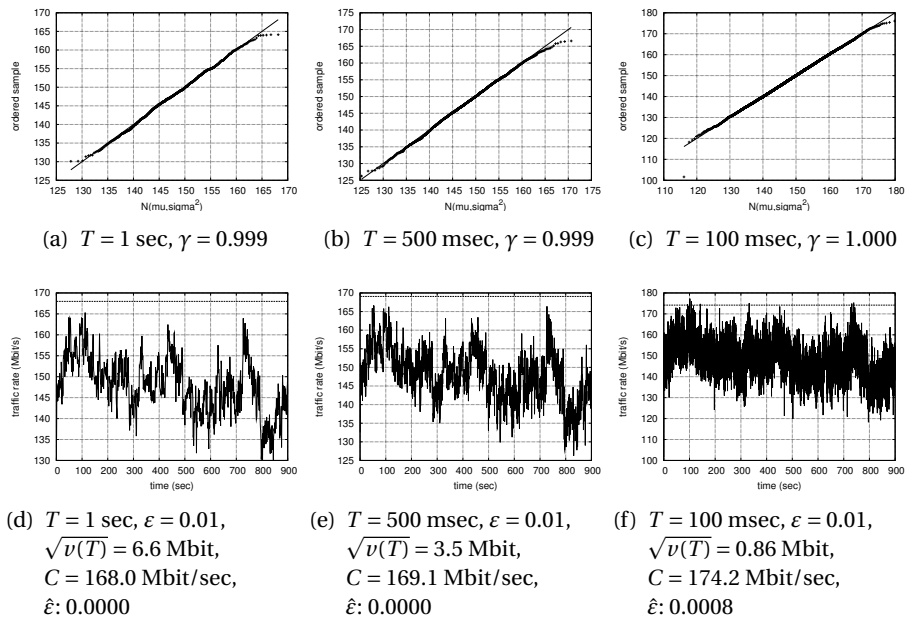 170
165
160
155
150
145
140
135
130
125
125 130 135 140 145 150 155 160 165 170
ordered sample
N(mu,sigma²)
(a) T = 1 sec, γ = 0.999
175
170
165
160
155
150
145
140
135
130
125
125 130 135 140 145 150 155 160 165 170 175
ordered sample
N(mu,sigma²)
(b) T = 500 msec, γ = 0.999
180
170
160
150
140
130
120
110
100
110 120 130 140 150 160 170 180
ordered sample
N(mu,sigma²)
(c) T = 100 msec, γ = 1.000
170
165
160
155
150
145
140
135
130
0 100 200 300 400 500 600 700 800 900
traffic rate (Mbit/s)
time (sec)
(d) T = 1 sec, ε = 0.01,
√v(T) = 6.6 Mbit,
C = 168.0 Mbit/sec,
ε̂: 0.0000
170
165
160
155
150
145
140
135
130
125
0 100 200 300 400 500 600 700 800 900
traffic rate (Mbit/s)
time (sec)
(e) T = 500 msec, ε = 0.01,
√v(T) = 3.5 Mbit,
C = 169.1 Mbit/sec,
ε̂: 0.0000
180
170
160
150
140
130
120
110
100
0 100 200 300 400 500 600 700 800 900
traffic rate (Mbit/s)
time (sec)
(f) T = 100 msec, ε = 0.01,
√v(T) = 0.86 Mbit,
C = 174.2 Mbit/sec,
ε̂: 0.0008